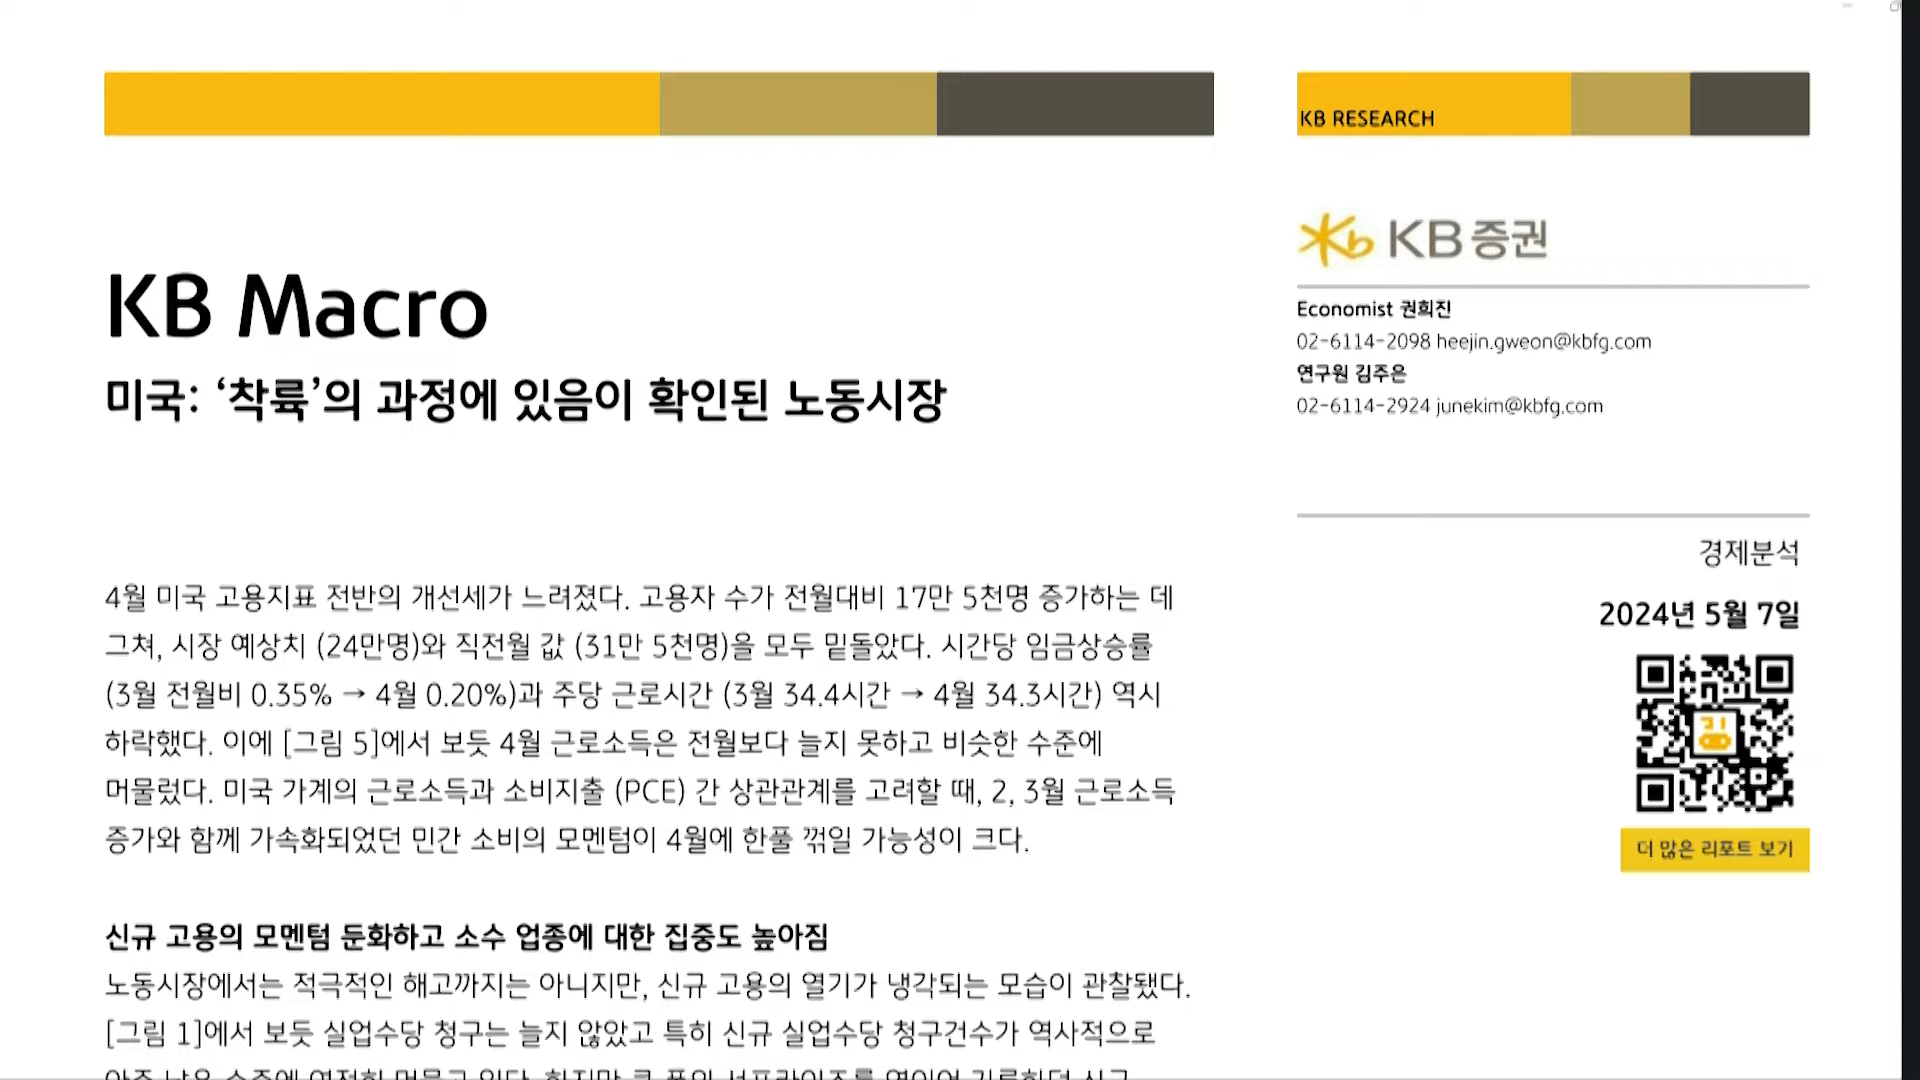 KB RESEARCH
KB증권
KB Macro
미국: ‘착륙’의 과정에 있음이 확인된 노동시장
Economist 권희진
02-6114-2098 heejin.gweon@kbfg.com
연구원 김주은
02-6114-2924 junekim@kbfg.com
경제분석
2024년 5월 7일
더 많은 리포트 보기
4월 미국 고용지표 전반의 개선세가 느려졌다. 고용자 수가 전월대비 17만 5천명 증가하는 데
그쳐, 시장 예상치 (24만명)와 직전월 값 (31만 5천명)을 모두 밑돌았다. 시간당 임금상승률
(3월 전월비 0.35% → 4월 0.20%)과 주당 근로시간 (3월 34.4시간 → 4월 34.3시간) 역시
하락했다. 이에 [그림 5]에서 보듯 4월 근로소득은 전월보다 늘지 못하고 비슷한 수준에
머물렀다. 미국 가계의 근로소득과 소비지출 (PCE) 간 상관관계를 고려할 때, 2, 3월 근로소득
증가와 함께 가속화되었던 민간 소비의 모멘텀이 4월에 한풀 꺾일 가능성이 크다.
신규 고용의 모멘텀 둔화하고 소수 업종에 대한 집중도 높아짐
노동시장에서는 적극적인 해고까지는 아니지만, 신규 고용의 열기가 냉각되는 모습이 관찰됐다.
[그림 1]에서 보듯 실업수당 청구는 늘지 않았고 특히 신규 실업수당 청구건수가 역사적으로